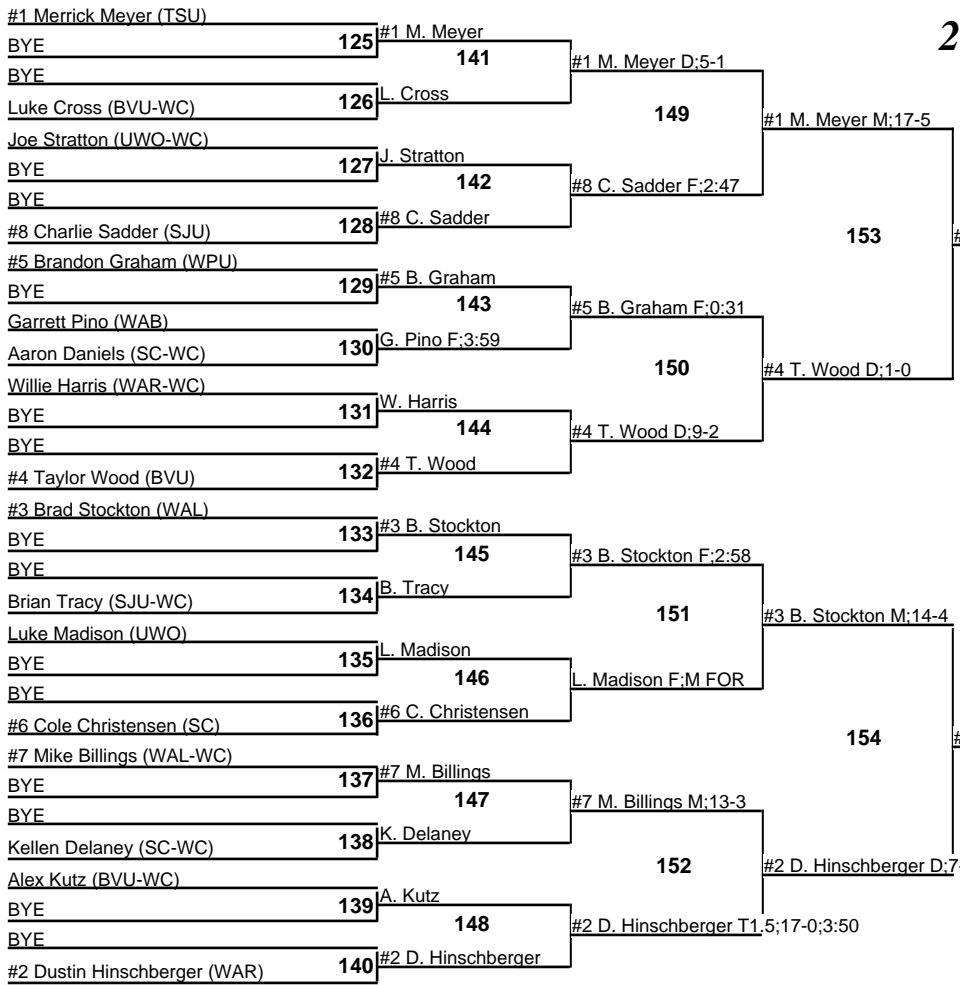 #1 Merrick Meyer (TSU)
BYE
125
BYE
Luke Cross (BVU-WC)
126
Joe Stratton (UWO-WC)
BYE
127
BYE
#8 Charlie Sadder (SJU)
128
#5 Brandon Graham (WPU)
BYE
129
Garrett Pino (WAB)
Aaron Daniels (SC-WC)
130
Willie Harris (WAR-WC)
BYE
131
BYE
#4 Taylor Wood (BVU)
132
#3 Brad Stockton (WAL)
BYE
133
BYE
Brian Tracy (SJU-WC)
134
Luke Madison (UWO)
BYE
135
BYE
#6 Cole Christensen (SC)
136
#7 Mike Billings (WAL-WC)
BYE
137
BYE
Kellen Delaney (SC-WC)
138
Alex Kutz (BVU-WC)
BYE
139
BYE
#2 Dustin Hinschberger (WAR)
140
#1 M. Meyer
141
L. Cross
J. Stratton
142
#8 C. Sadder
#5 B. Graham
143
G. Pino F;3:59
W. Harris
144
#4 T. Wood
#3 B. Stockton
145
B. Tracy
L. Madison
146
#6 C. Christensen
#7 M. Billings
147
K. Delaney
A. Kutz
148
#2 D. Hinschberger
#1 M. Meyer D;5-1
149
#8 C. Sadder F;2:47
#5 B. Graham F;0:31
150
#4 T. Wood D;9-2
#3 B. Stockton F;2:58
151
L. Madison F;M FOR
#7 M. Billings M;13-3
152
#2 D. Hinschberger T1.5;17-0;3:50
#1 M. Meyer M;17-5
153
#4 T. Wood D;1-0
#3 B. Stockton M;14-4
154
#2 D. Hinschberger D;7-
2
#
#